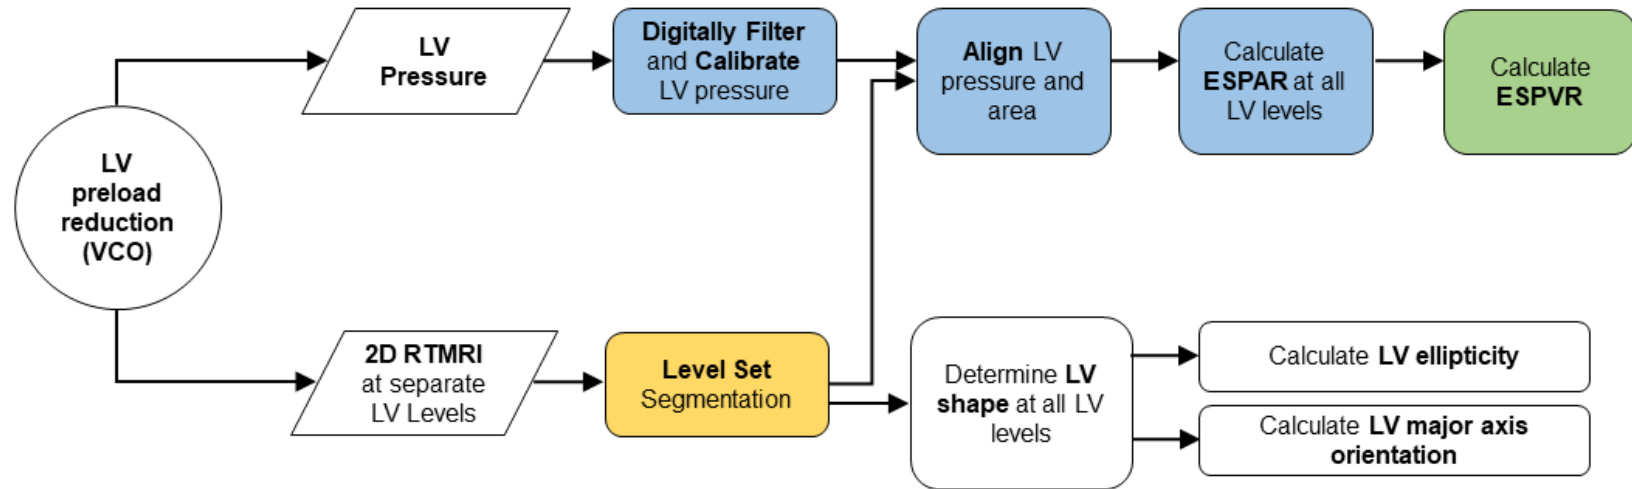 LV
preload
reduction
(VCO)
LV
Pressure
Digitally Filter
and Calibrate
LV pressure
Align LV
pressure and
area
Calculate
ESPAR at all
LV levels
Calculate
ESPVR
2D RTMRI
at separate
LV Levels
Level Set
Segmentation
Determine LV
shape at all LV
levels
Calculate LV ellipticity
Calculate LV major axis
orientation